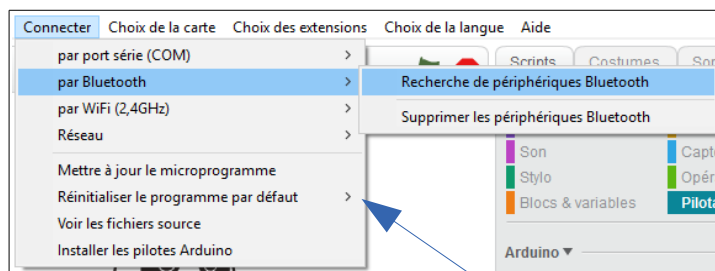 Connecter Choix de la carte Choix des extensions Choix de la langue Aide
par port série (COM)
par Bluetooth
par WiFi (2,4GHz)
Réseau
Mettre à jour le microprogramme
Réinitialiser le programme par défaut
Voir les fichiers source
Installer les pilotes Arduino
Recherche de périphériques Bluetooth
Supprimer les périphériques Bluetooth
Scripts Costumes
Son
Stylo
Blocs & variables
Arduino